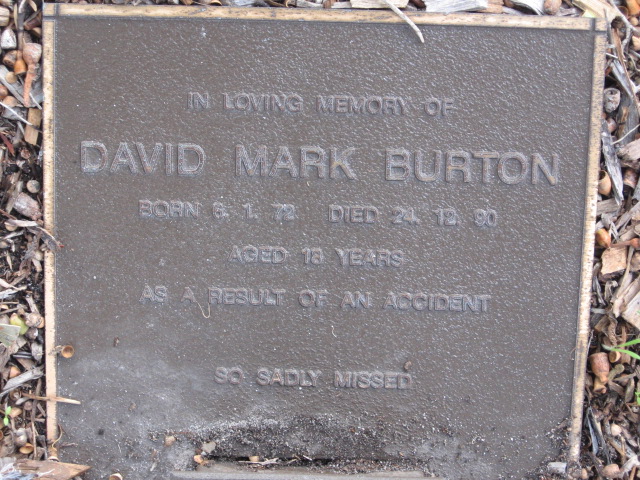 IN LOVING MEMORY OF
DAVID MARK BURTON
BORN 6. 1. 72 DIED 24. 12. 90
AGED 18 YEARS
AS A RESULT OF AN ACCIDENT
SO SADLY MISSED